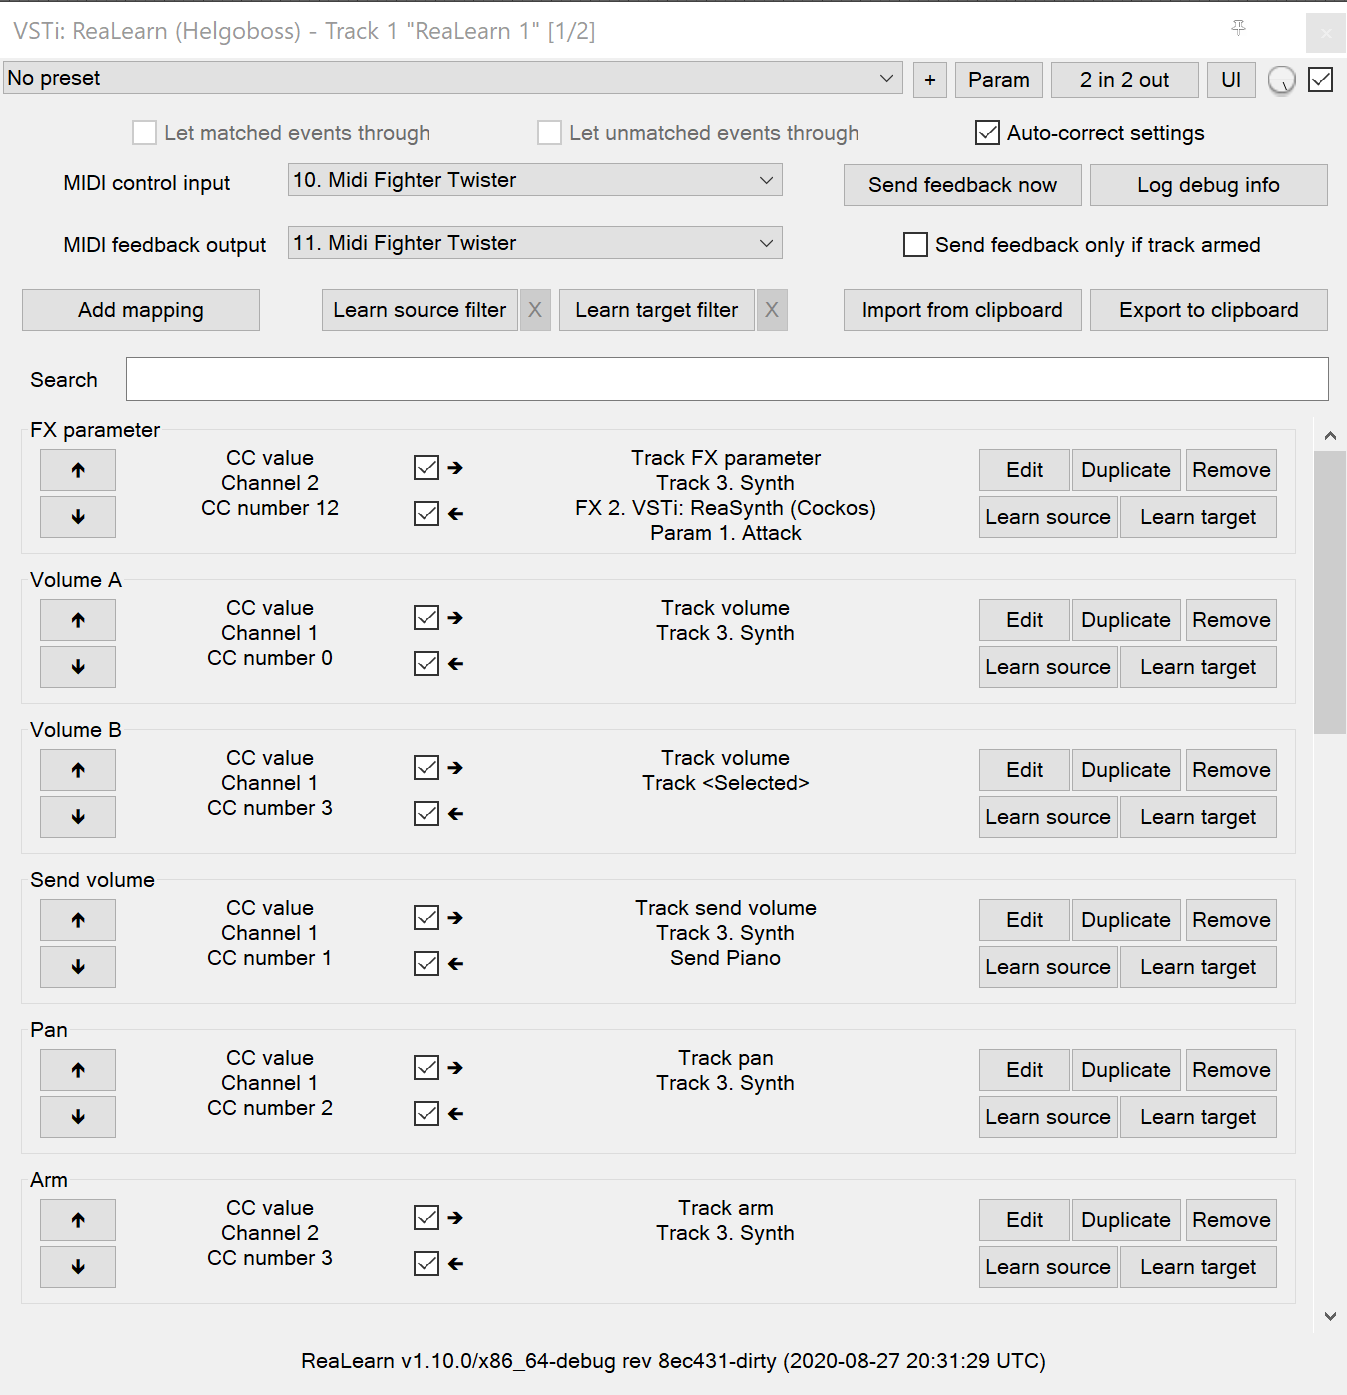 VSTi: ReaLearn (Helgoboss) - Track 1 "ReaLearn 1" [1/2]
No preset
+
Param
2 in 2 out
UI
Let matched events through
Let unmatched events through
Auto-correct settings
MIDI control input
10. Midi Fighter Twister
Send feedback now
Log debug info
MIDI feedback output
11. Midi Fighter Twister
Send feedback only if track armed
Add mapping
Learn source filter
X
Learn target filter
X
Import from clipboard
Export to clipboard
Search
FX parameter
CC value
Channel 2
CC number 12
Track FX parameter
Track 3. Synth
FX 2. VSTi: ReaSynth (Cockos)
Param 1. Attack
Edit
Duplicate
Remove
Learn source
Learn target
Volume A
CC value
Channel 1
CC number 0
Track volume
Track 3. Synth
Edit
Duplicate
Remove
Learn source
Learn target
Volume B
CC value
Channel 1
CC number 3
Track volume
Track <Selected>
Edit
Duplicate
Remove
Learn source
Learn target
Send volume
CC value
Channel 1
CC number 1
Track send volume
Track 3. Synth
Send Piano
Edit
Duplicate
Remove
Learn source
Learn target
Pan
CC value
Channel 1
CC number 2
Track pan
Track 3. Synth
Edit
Duplicate
Remove
Learn source
Learn target
Arm
CC value
Channel 2
CC number 3
Track arm
Track 3. Synth
Edit
Duplicate
Remove
Learn source
Learn target
ReaLearn v1.10.0/x86_64-debug rev 8ec431-dirty (2020-08-27 20:31:29 UTC)